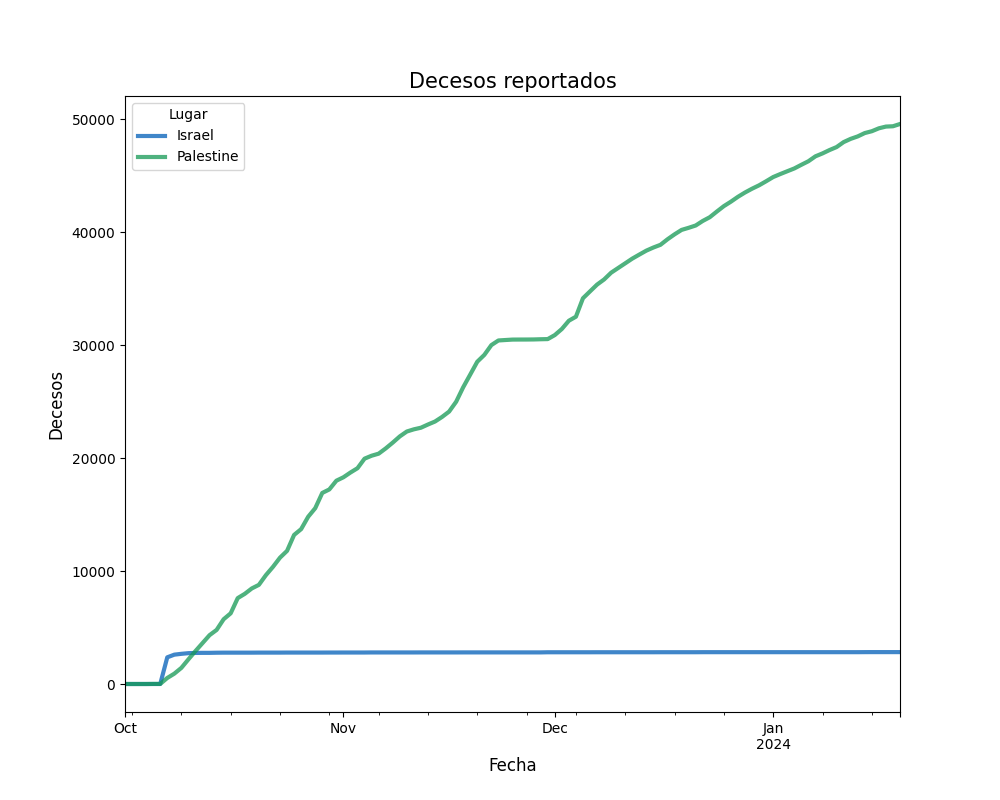 Decesos reportados
Lugar
Israel
Palestine
50000
40000
30000
20000
10000
0
Decesos
Oct
Nov
Dec
Jan
2024
Fecha